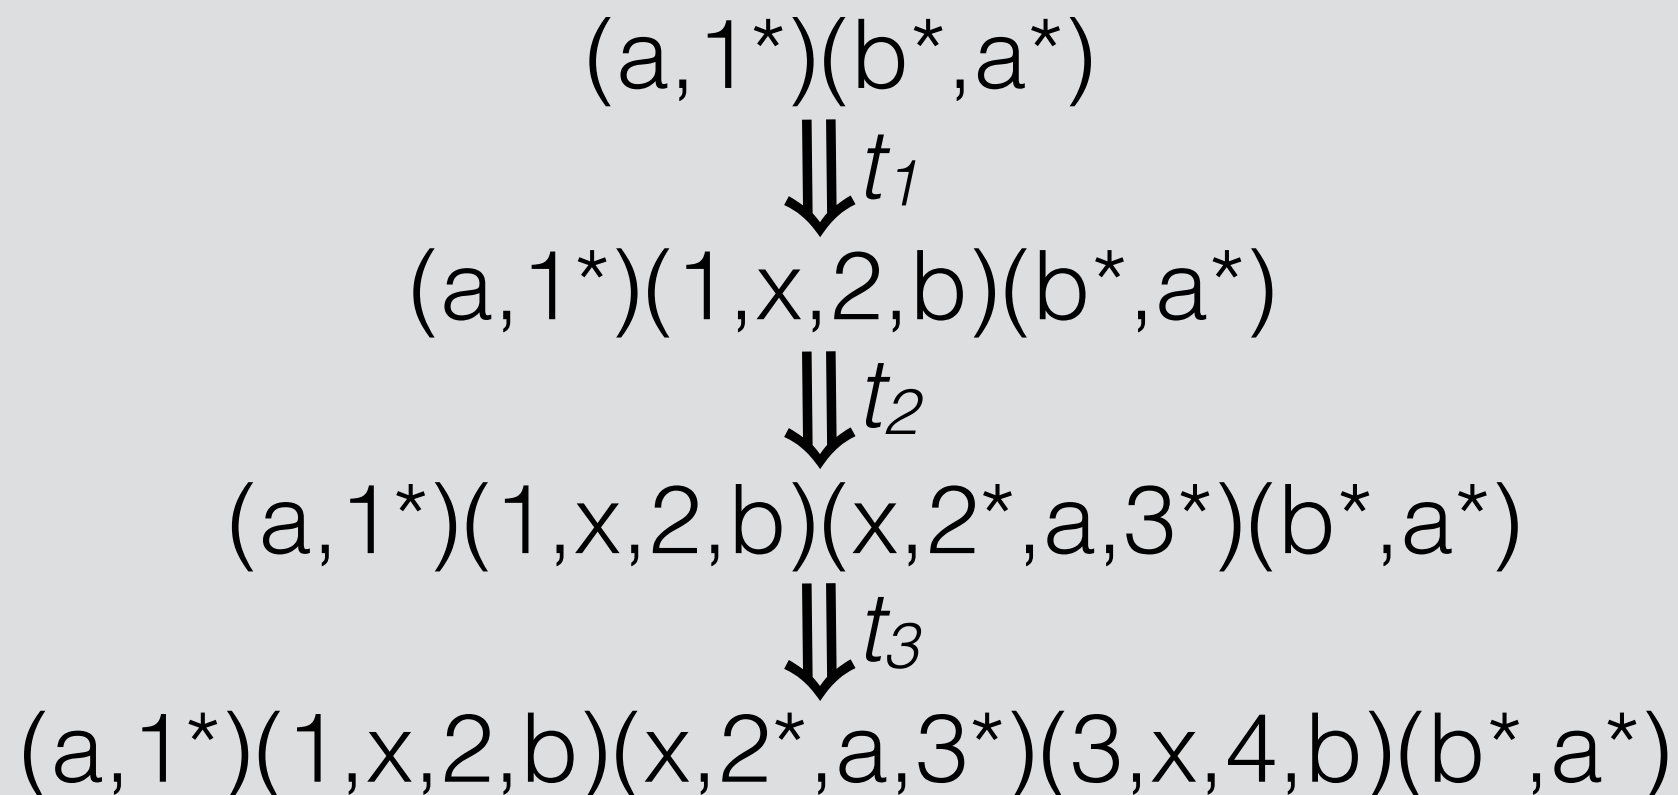 (a,1*)(b*,a*)
⇓ t1
(a,1*)(1,x,2,b)(b*,a*)
⇓ t2
(a,1*)(1,x,2,b)(x,2*,a,3*)(b*,a*)
⇓ t3
(a,1*)(1,x,2,b)(x,2*,a,3*)(3,x,4,b)(b*,a*)